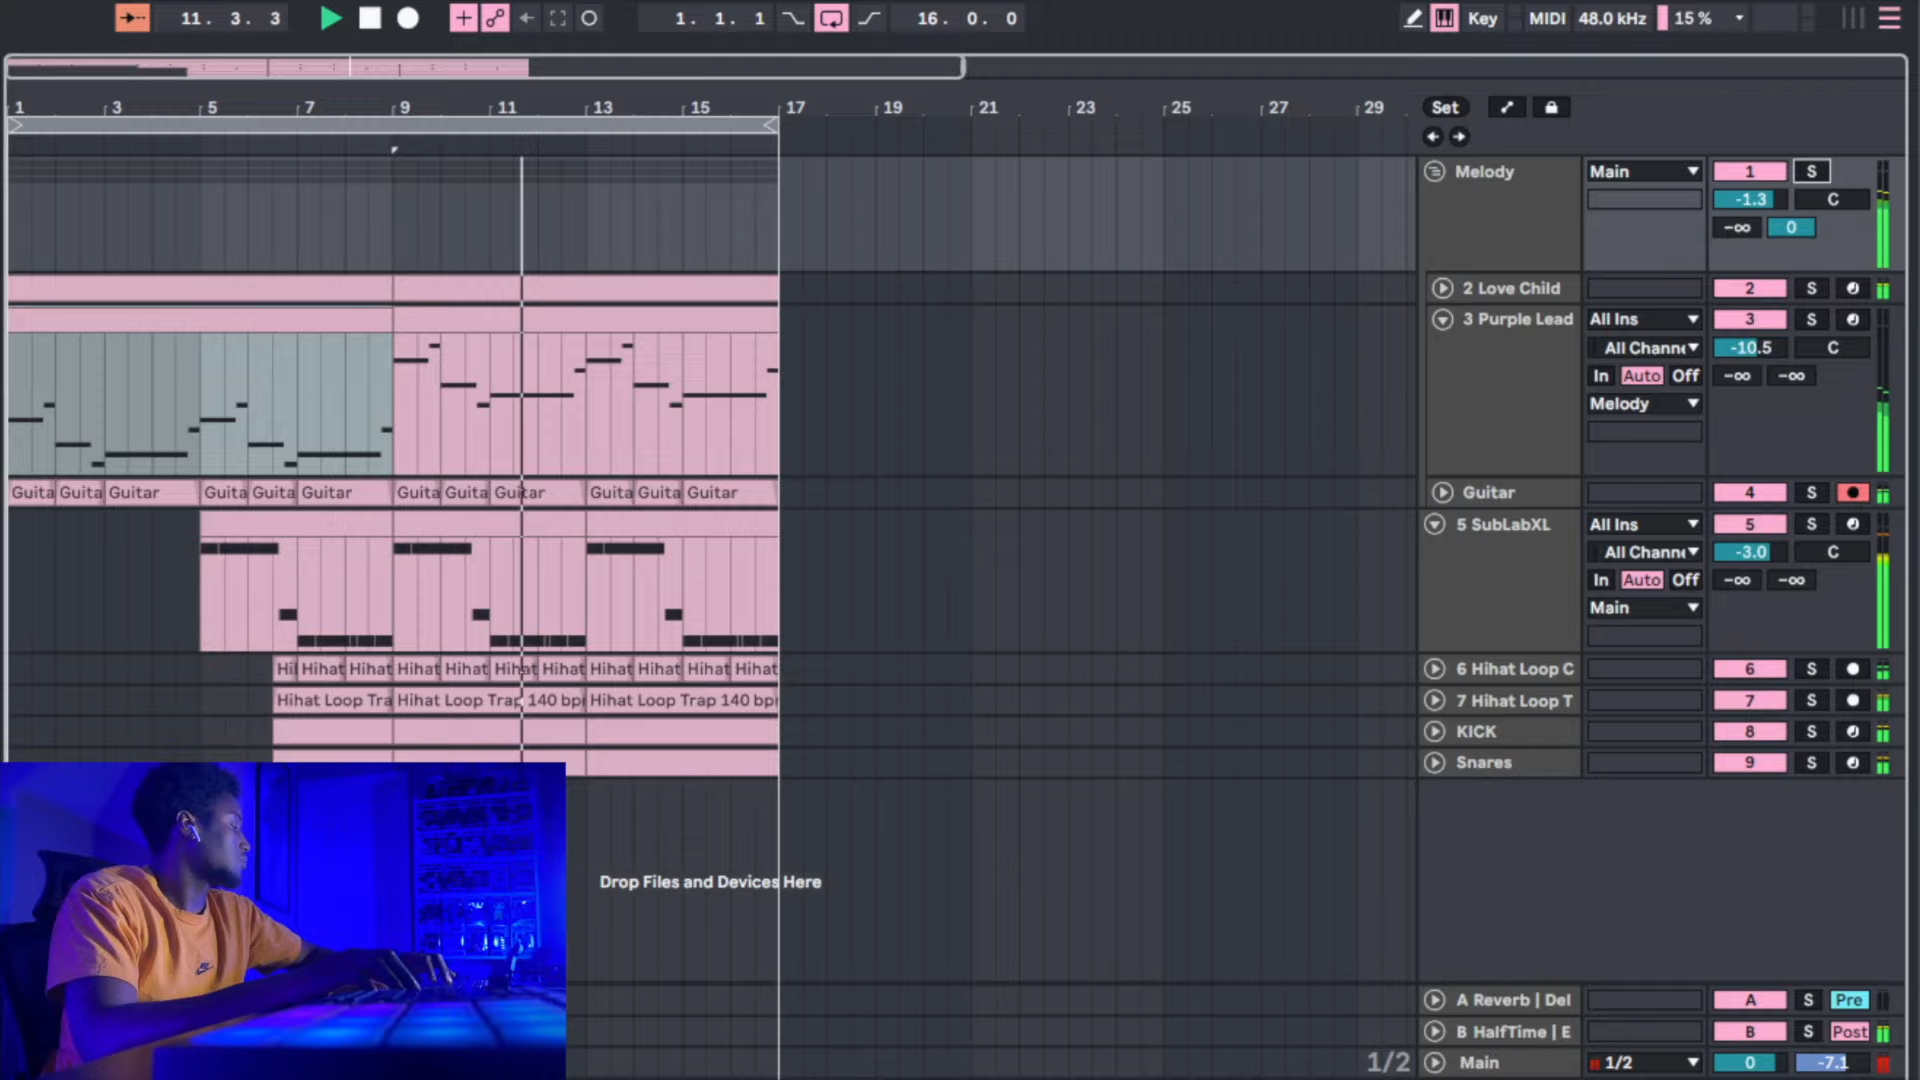 11. 3. 3
1. 1. 1
16. 0. 0
Key
MIDI
48.0 kHz
15 %
1 3 5 7 9 11 13 15 17 19 21 23 25 27 29
Set
Melody
Main
1
S
-1.3
C
-∞
0
2 Love Child
2
S
3 Purple Lead
All Ins
3
S
All Channe
-10.5
C
In
Auto
Off
-∞
-∞
Melody
Guita Guita Guitar Guita Guita Guitar Guita Guita Guitar Guita Guita Guitar
Guitar
4
S
5 SubLabXL
All Ins
5
S
All Channe
-3.0
C
In
Auto
Off
-∞
-∞
Main
Hil Hihat Hihat Hihat Hihat Hihat Hihat Hihat Hihat Hihat Hihat
6 Hihat Loop C
6
S
Hihat Loop Tra Hihat Loop Trap 140 bpr Hihat Loop Trap 140 bpr
7 Hihat Loop T
7
S
KICK
8
S
Snares
9
S
Drop Files and Devices Here
A Reverb | Del
A
S
Pre
B HalfTime | E
B
S
Post
1/2
Main
1/2
0
-7.1